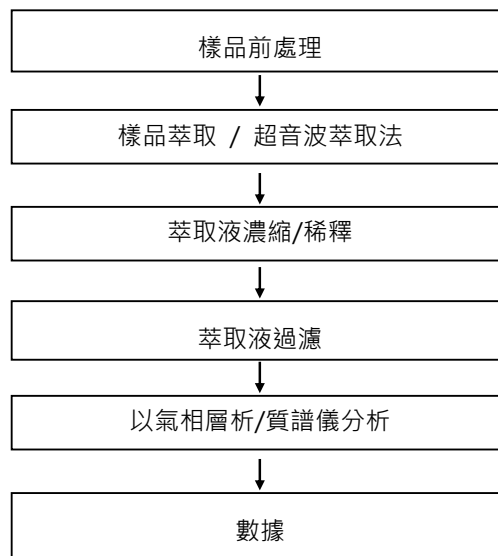 樣品前處理
樣品萃取 / 超音波萃取法
萃取液濃縮/稀釋
萃取液過濾
以氣相層析/質譜儀分析
數據